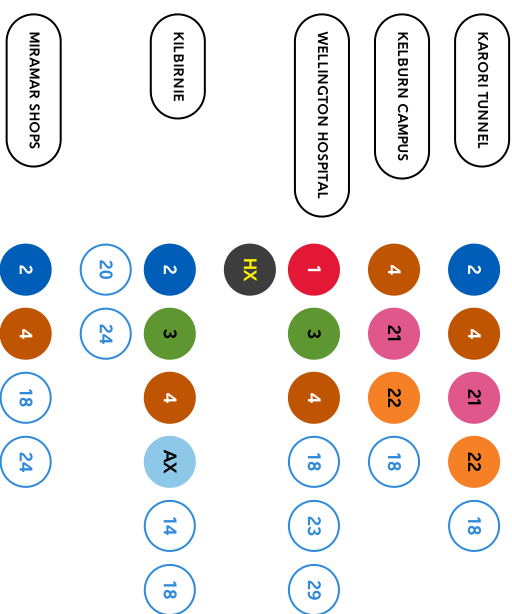 KARORI TUNNEL 2 4 21 22 18
KELBURN CAMPUS 4 21 22 18
WELLINGTON HOSPITAL 1 3 4 18 23 29
HX
KILBIRNIE 2 3 4 AX 14 18
20 24
MIRAMAR SHOPS 2 4 18 24